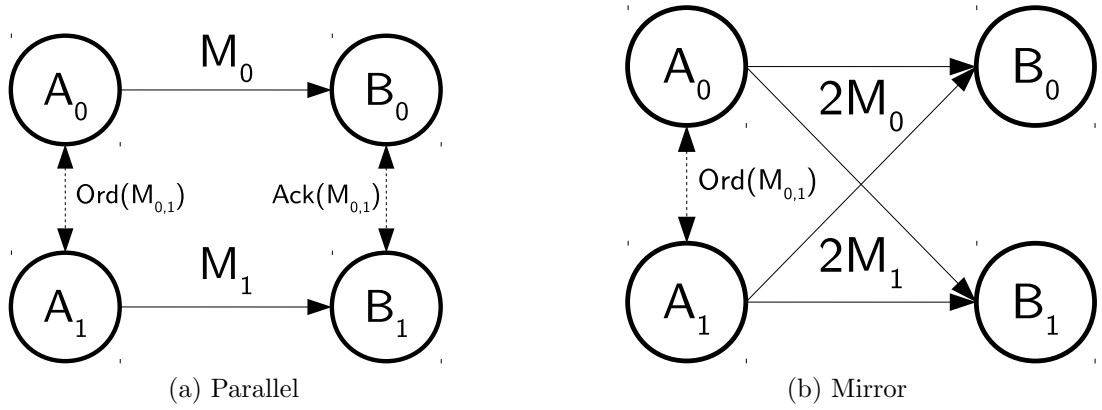 A0 M0 B0
Ord(M0,1) Ack(M0,1)
A1 M1 B1
(a) Parallel
A0 2M0 B0
Ord(M0,1)
A1 2M1 B1
(b) Mirror